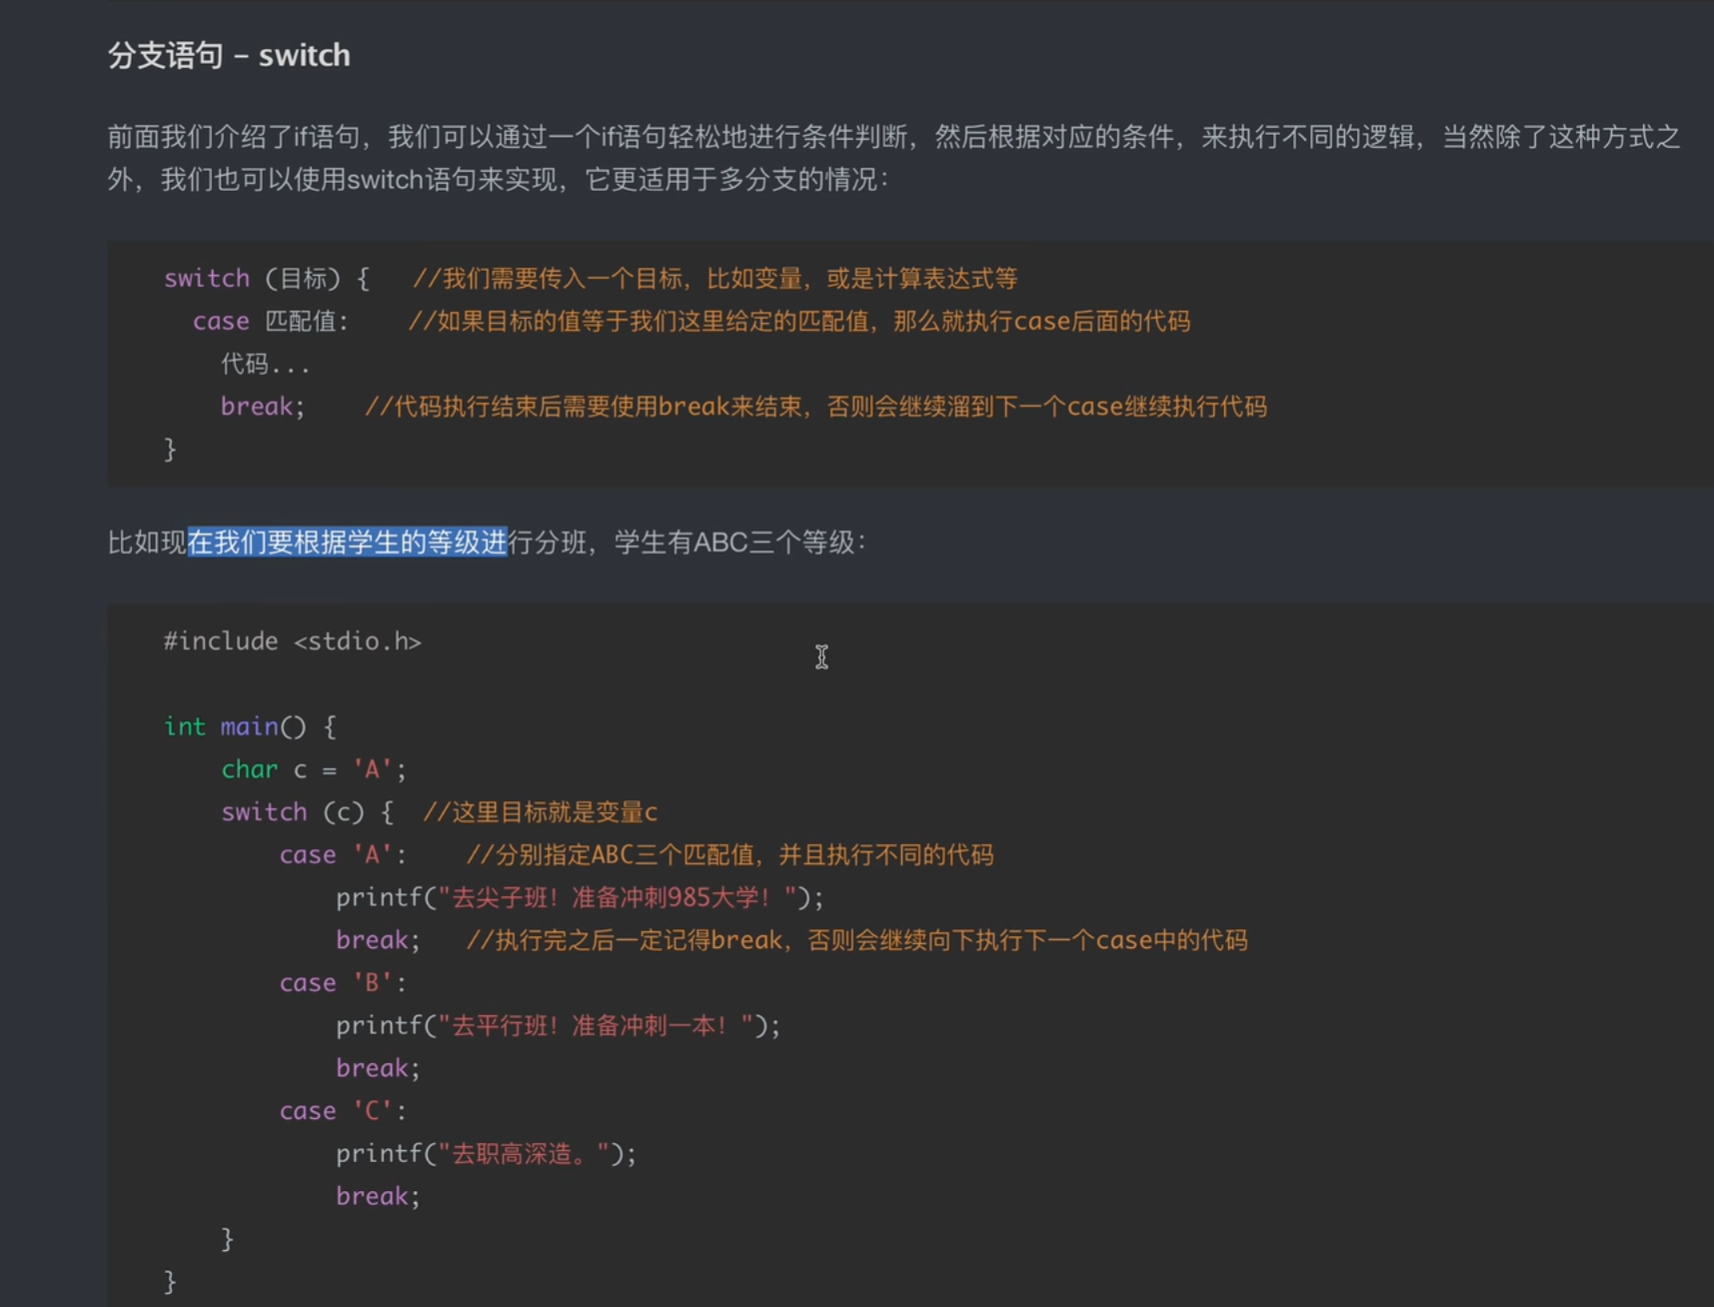 分支语句 – switch
前面我们介绍了if语句，我们可以通过一个if语句轻松地进行条件判断，然后根据对应的条件，来执行不同的逻辑，当然除了这种方式之
外，我们也可以使用switch语句来实现，它更适用于多分支的情况：
switch (目标) {   //我们需要传入一个目标，比如变量，或是计算表达式等
  case 匹配值:    //如果目标的值等于我们这里给定的匹配值，那么就执行case后面的代码
    代码...
    break;    //代码执行结束后需要使用break来结束，否则会继续溜到下一个case继续执行代码
}
比如现在我们要根据学生的等级进行分班，学生有ABC三个等级：
#include <stdio.h>
int main() {
    char c = 'A';
    switch (c) {  //这里目标就是变量c
        case 'A':    //分别指定ABC三个匹配值，并且执行不同的代码
            printf("去尖子班！准备冲刺985大学！");
            break;   //执行完之后一定记得break，否则会继续向下执行下一个case中的代码
        case 'B':
            printf("去平行班！准备冲刺一本！");
            break;
        case 'C':
            printf("去职高深造。");
            break;
    }
}